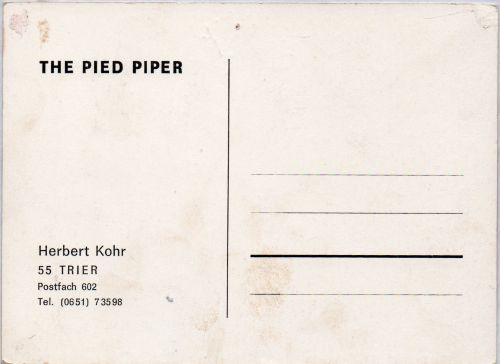 THE PIED PIPER
Herbert Kohr
55 TRIER
Postfach 602
Tel. (0651) 73598